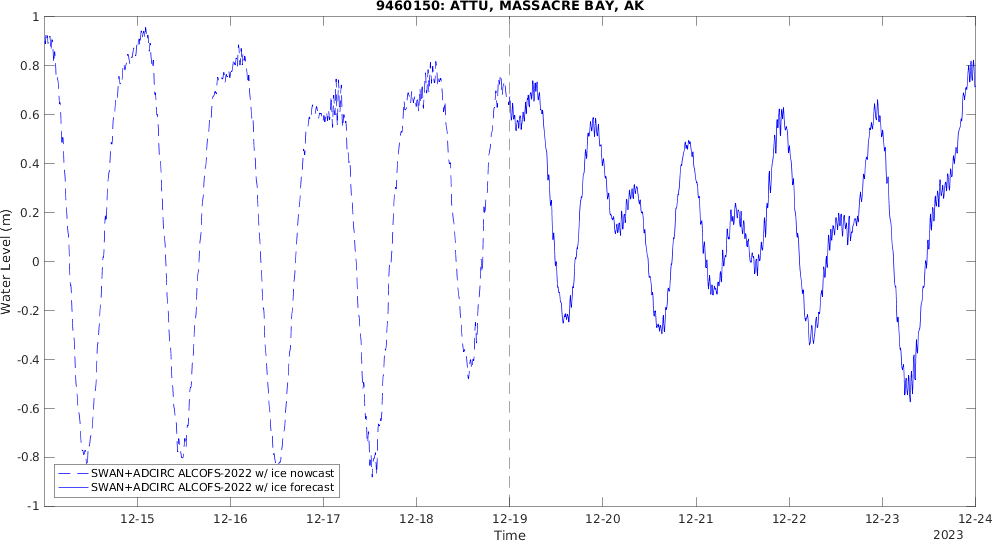 9460150: ATTU, MASSACRE BAY, AK
1
0.8
0.6
0.4
0.2
0
-0.2
-0.4
-0.6
-0.8
-1
Water Level (m)
SWAN+ADCIRC ALCOFS-2022 w/ ice nowcast
SWAN+ADCIRC ALCOFS-2022 w/ ice forecast
12-15 12-16 12-17 12-18 12-19 12-20 12-21 12-22 12-23 12-24
Time
2023